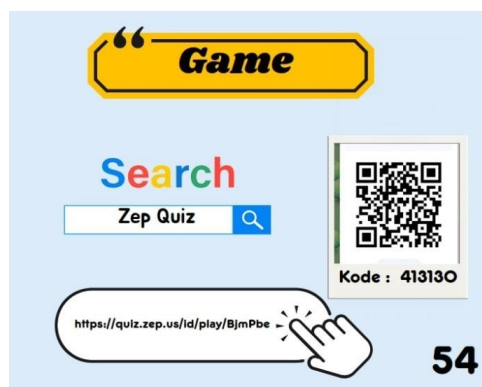 Game
Search
Zep Quiz
Kode : 413130
https://quiz.zep.us/id/play/BjmPbe
54